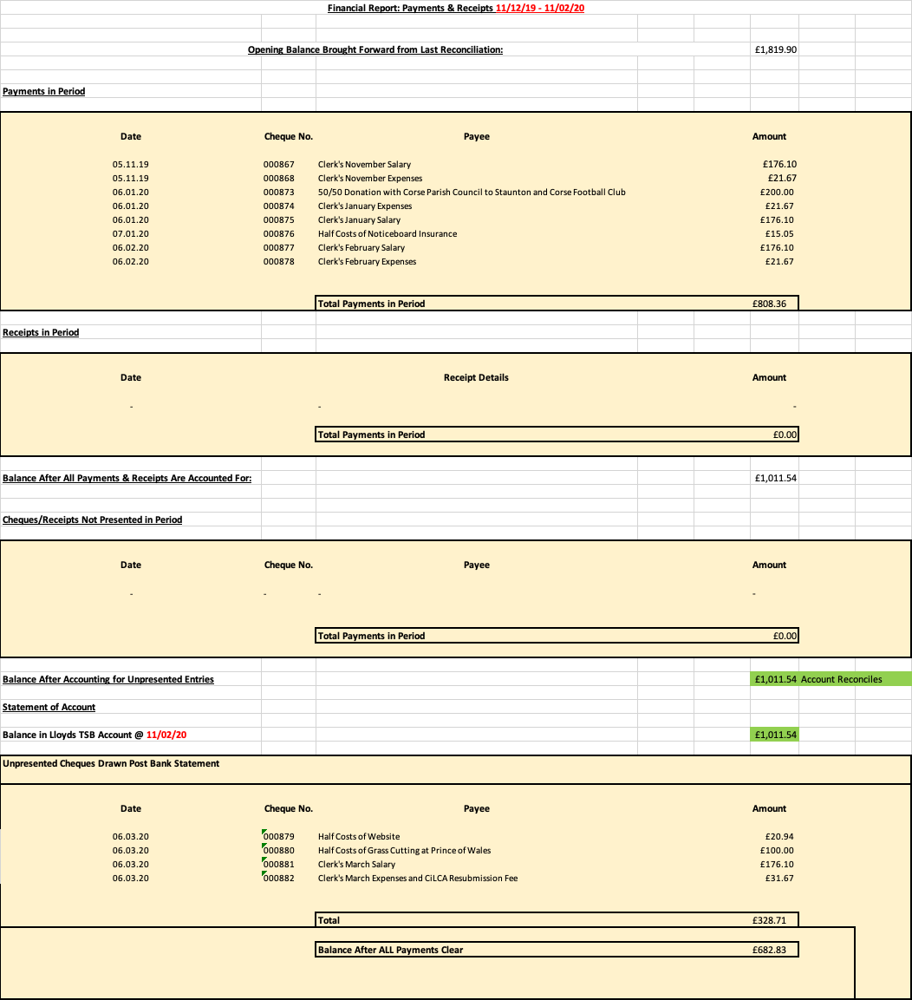 Financial Report: Payments & Receipts 11/12/19 - 11/02/20
Opening Balance Brought Forward from Last Reconciliation: £1,819.90
Payments in Period
Date Cheque No. Payee Amount
05.11.19 000867 Clerk's November Salary £176.10
05.11.19 000868 Clerk's November Expenses £21.67
06.01.20 000873 50/50 Donation with Corse Parish Council to Staunton and Corse Football Club £200.00
06.01.20 000874 Clerk's January Expenses £21.67
06.01.20 000875 Clerk's January Salary £176.10
07.01.20 000876 Half Costs of Noticeboard Insurance £15.05
06.02.20 000877 Clerk's February Salary £176.10
06.02.20 000878 Clerk's February Expenses £21.67
Total Payments in Period £808.36
Receipts in Period
Date Receipt Details Amount
- - -
Total Payments in Period £0.00
Balance After All Payments & Receipts Are Accounted For: £1,011.54
Cheques/Receipts Not Presented in Period
Date Cheque No. Payee Amount
- - - -
Total Payments in Period £0.00
Balance After Accounting for Unpresented Entries £1,011.54 Account Reconciles
Statement of Account
Balance in Lloyds TSB Account @ 11/02/20 £1,011.54
Unpresented Cheques Drawn Post Bank Statement
Date Cheque No. Payee Amount
06.03.20 000879 Half Costs of Website £20.94
06.03.20 000880 Half Costs of Grass Cutting at Prince of Wales £100.00
06.03.20 000881 Clerk's March Salary £176.10
06.03.20 000882 Clerk's March Expenses and CiLCA Resubmission Fee £31.67
Total £328.71
Balance After ALL Payments Clear £682.83